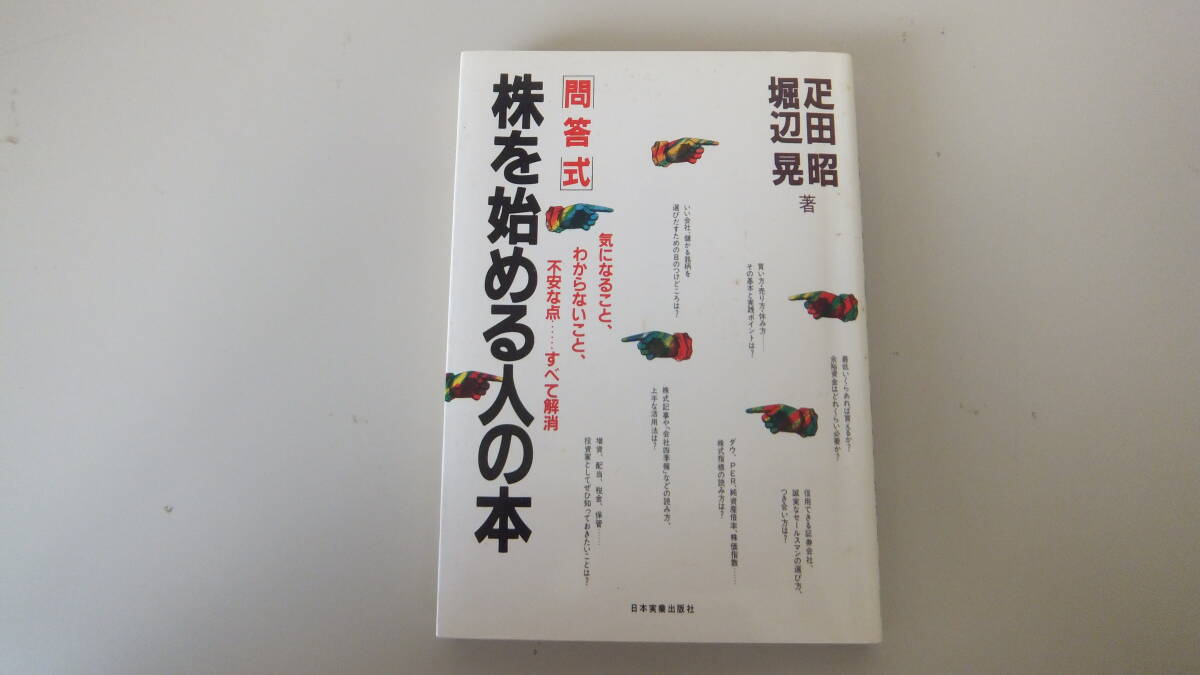 疋田 昭
堀辺 晃
著
問答式
株を始める人の本
気になること、
わからないこと、
不安な点……すべて解消
最低いくらあれば買えるか?
余裕資金はどれくらい必要か?
信用できる証券会社、
誠実なセールスマンの選び方、
つき合い方は?
買い方・売り方・休み方……
その基本と実践ポイントは?
ダウ、PER、純資産倍率、株価指数……
株式指標の読み方は?
いい会社、儲かる銘柄を
選びだすための目のつけどころは?
株式記事や、「会社四季報」などの読み方、
上手な活用法は?
増資、配当、税金、保管……
投資家としてぜひ知っておきたいことは?
日本実業出版社